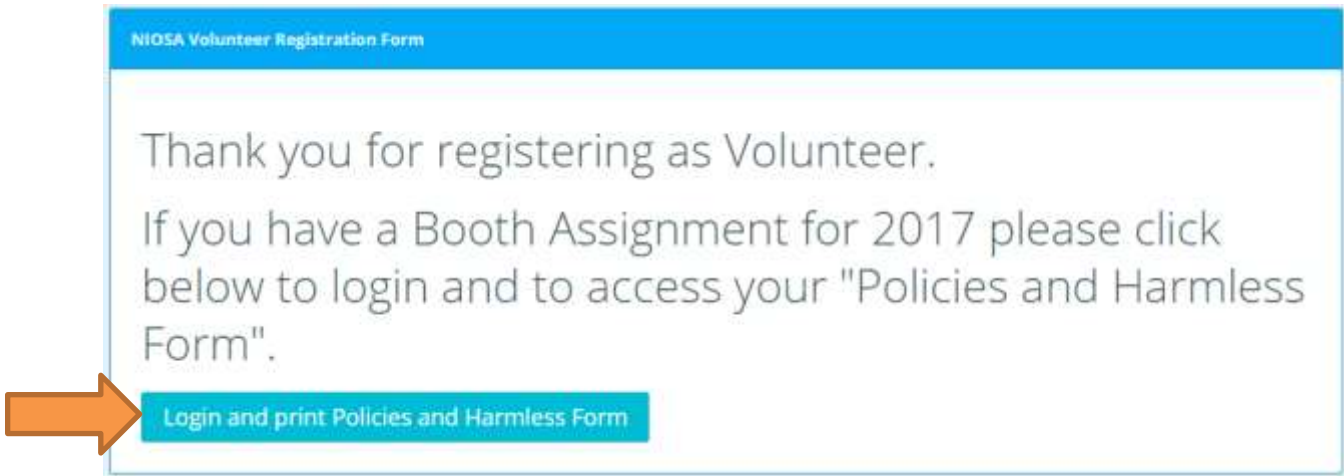 NIOSA Volunteer Registration Form
Thank you for registering as Volunteer.
If you have a Booth Assignment for 2017 please click
below to login and to access your "Policies and Harmless
Form".
Login and print Policies and Harmless Form